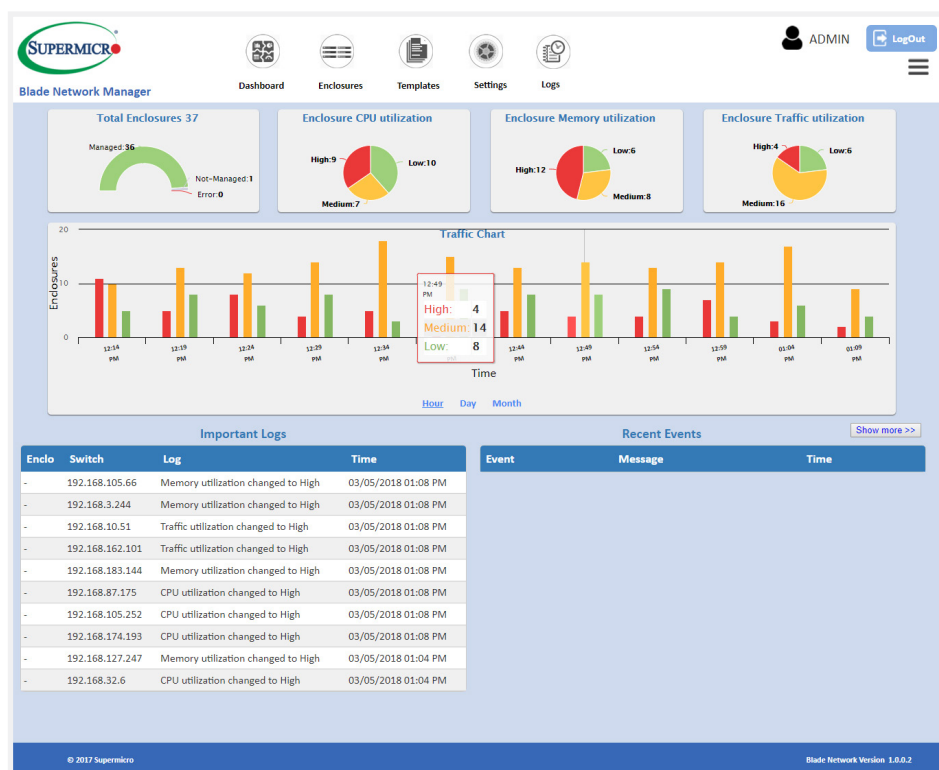 SUPERMICRO
ADMIN
LogOut
Blade Network Manager
Dashboard Enclosures Templates Settings Logs
Total Enclosures 37
Managed:36
Not-Managed:1
Error:0
Enclosure CPU utilization
High:9
Low:10
Medium:7
Enclosure Memory utilization
Low:6
High:12
Medium:8
Enclosure Traffic utilization
High:4
Low:6
Medium:16
Traffic Chart
Enclosures
20
10
0
12:49
PM
High: 4
Medium: 14
Low: 8
12:14 PM
12:19 PM
12:24 PM
12:29 PM
12:34 PM
PM
12:44 PM
12:49 PM
12:54 PM
12:59 PM
01:04 PM
01:09 PM
Time
Hour Day Month
Important Logs
Enclo Switch Log Time
- 192.168.105.66 Memory utilization changed to High 03/05/2018 01:08 PM
- 192.168.3.244 Memory utilization changed to High 03/05/2018 01:08 PM
- 192.168.10.51 Traffic utilization changed to High 03/05/2018 01:08 PM
- 192.168.162.101 Traffic utilization changed to High 03/05/2018 01:08 PM
- 192.168.183.144 Memory utilization changed to High 03/05/2018 01:08 PM
- 192.168.87.175 CPU utilization changed to High 03/05/2018 01:08 PM
- 192.168.105.252 CPU utilization changed to High 03/05/2018 01:08 PM
- 192.168.174.193 CPU utilization changed to High 03/05/2018 01:08 PM
- 192.168.127.247 Memory utilization changed to High 03/05/2018 01:04 PM
- 192.168.32.6 CPU utilization changed to High 03/05/2018 01:04 PM
Recent Events
Show more >>
Event Message Time
© 2017 Supermicro
Blade Network Version 1.0.0.2